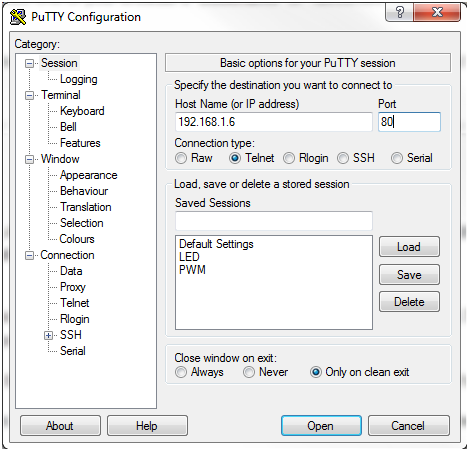 PuTTY Configuration
Category:
Session
Logging
Terminal
Keyboard
Bell
Features
Window
Appearance
Behaviour
Translation
Selection
Colours
Connection
Data
Proxy
Telnet
Rlogin
SSH
Serial
Basic options for your PuTTY session
Specify the destination you want to connect to
Host Name (or IP address) Port
192.168.1.6 80
Connection type:
Raw Telnet Rlogin SSH Serial
Load, save or delete a stored session
Saved Sessions
Default Settings
LED
PWM
Load
Save
Delete
Close window on exit:
Always Never Only on clean exit
About Help Open Cancel